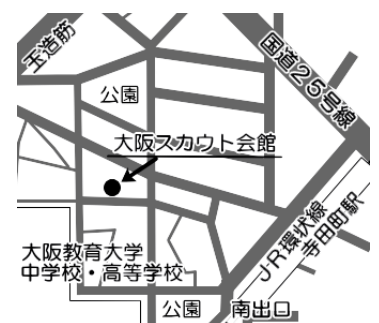 玉造筋
国道25号線
公園
大阪スカウト会館
JR環状線
寺田町駅
大阪教育大学
中学校・高等学校
公園
南出口